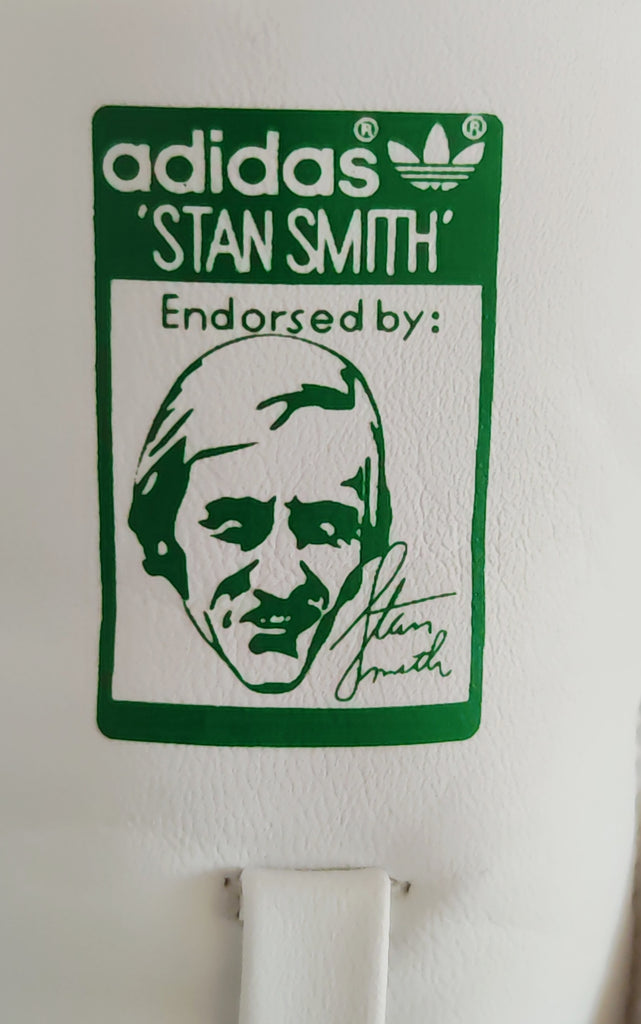 adidas® ®
'STAN SMITH'
Endorsed by:
Stan
Smith